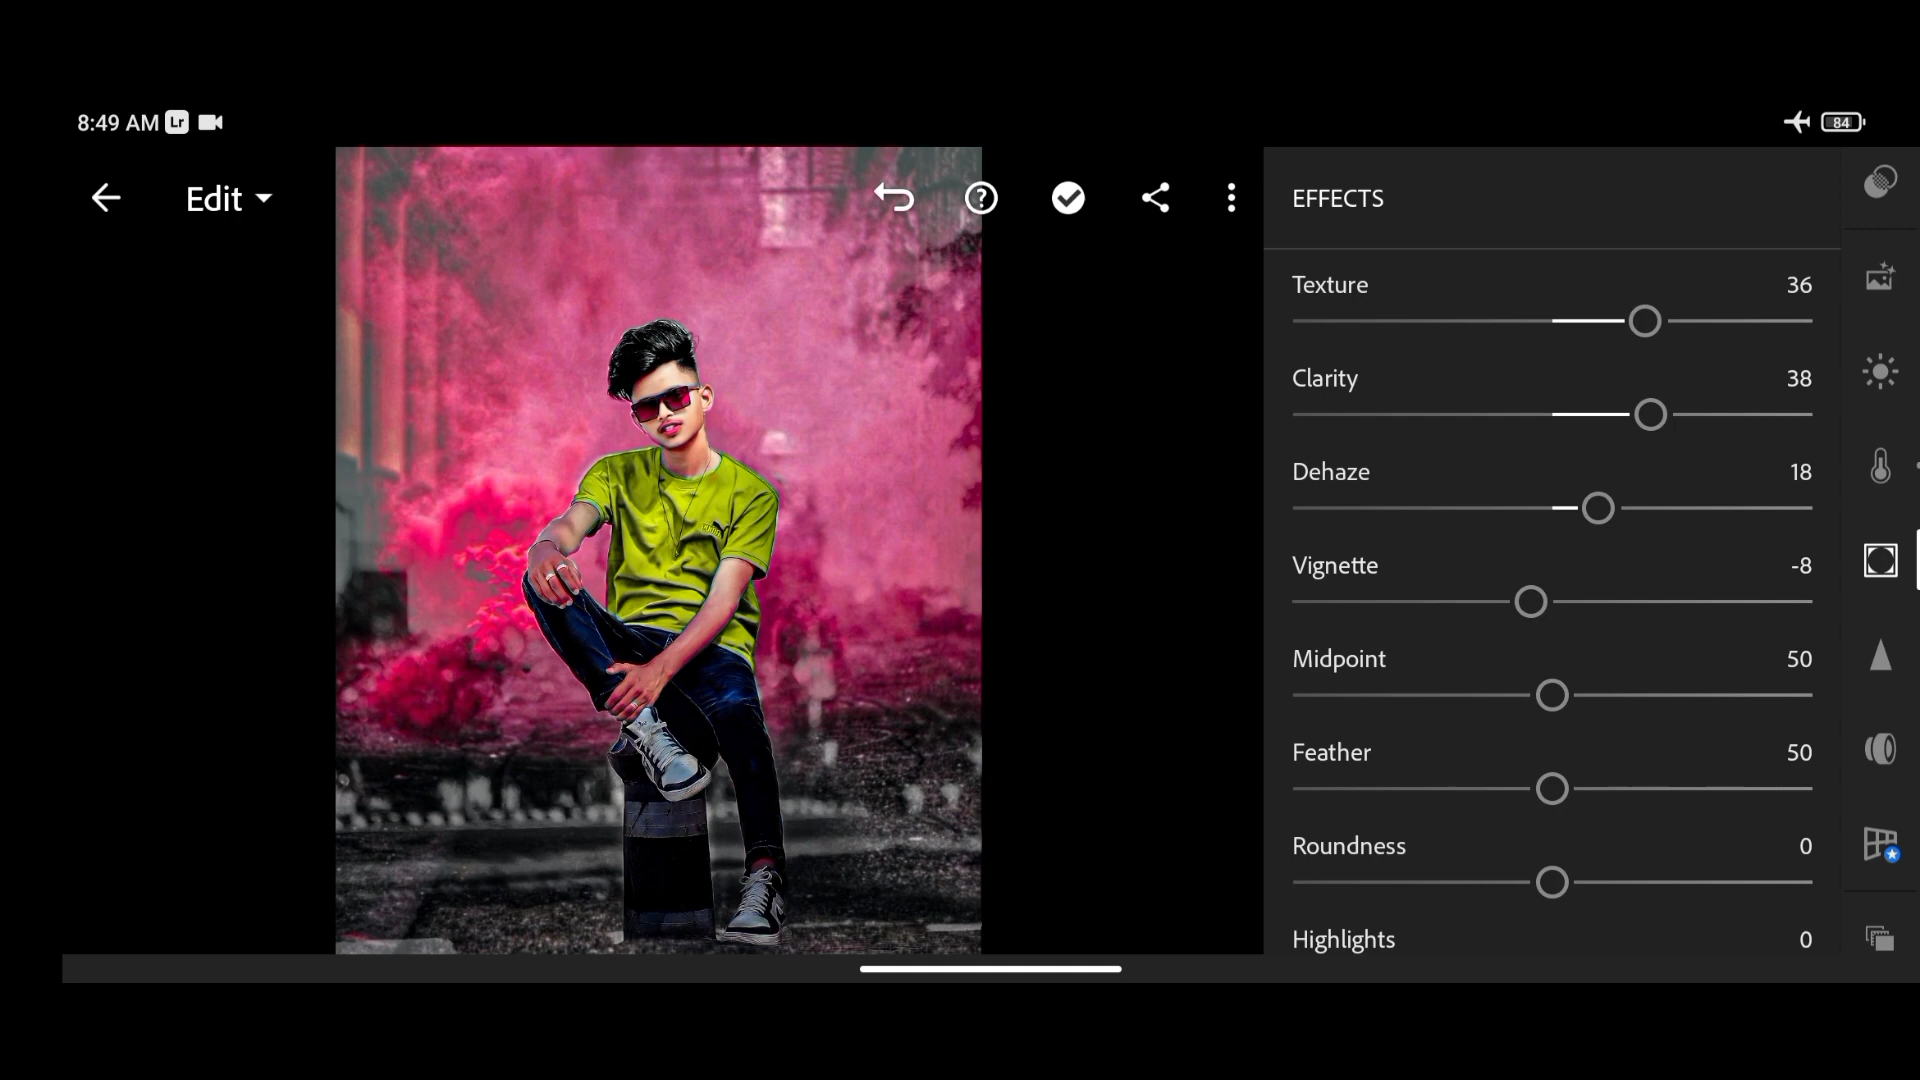 8:49 AM Lr
84
Edit
EFFECTS
Texture 36
Clarity 38
Dehaze 18
Vignette -8
Midpoint 50
Feather 50
Roundness 0
Highlights 0